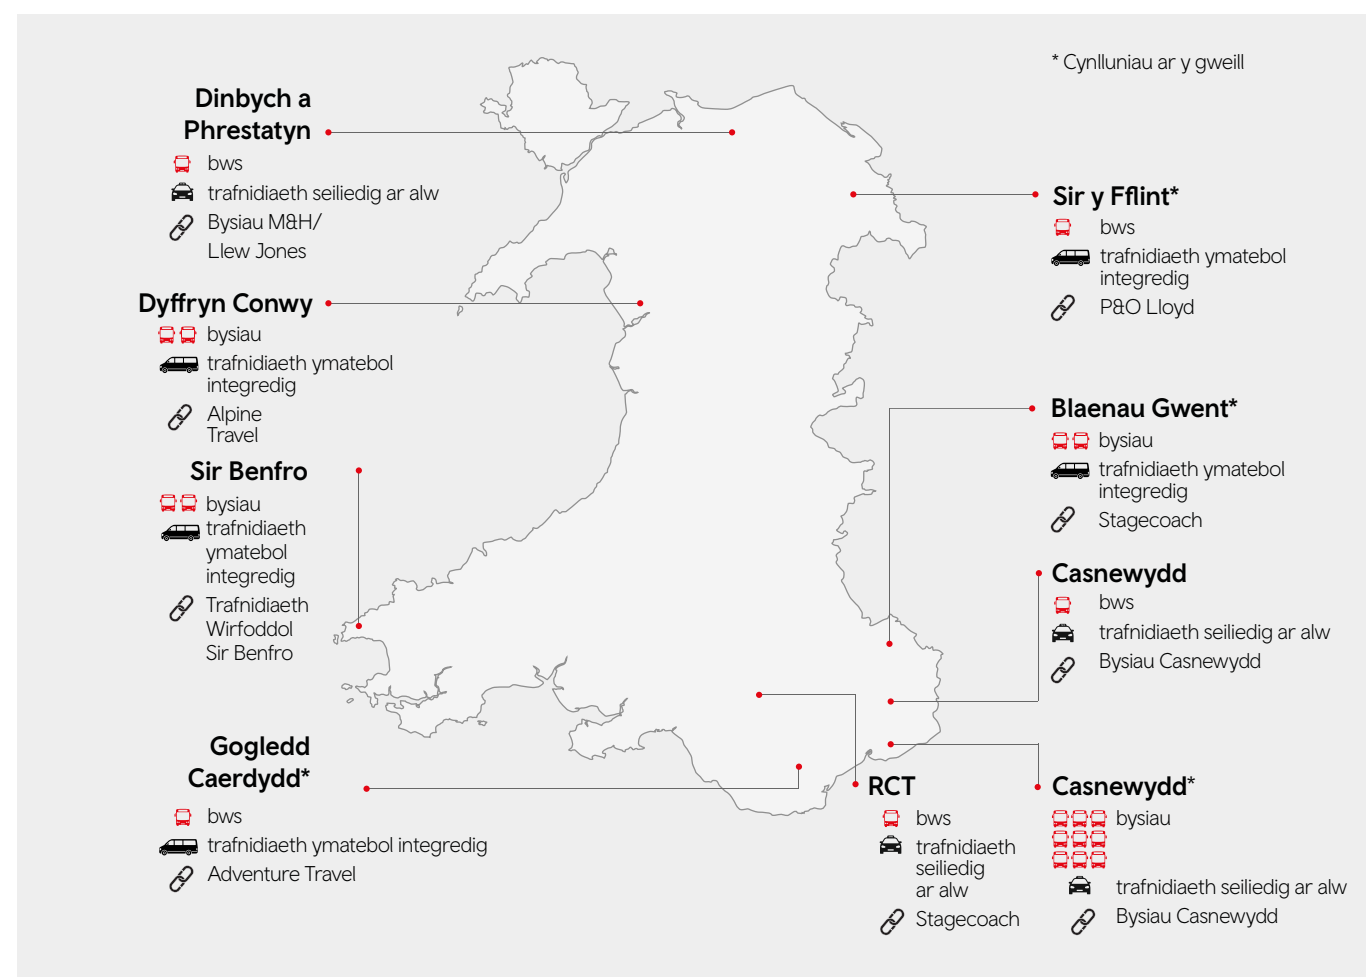 * Cynlluniau ar y gweill
Dinbych a
Phrestatyn
bws
trafnidiaeth seiliedig ar alw
Bysiau M&H/
Llew Jones
Dyffryn Conwy
bysiau
trafnidiaeth ymatebol
integredig
Alpine
Travel
Sir Benfro
bysiau
trafnidiaeth
ymatebol
integredig
Trafnidiaeth
Wirfoddol
Sir Benfro
Gogledd
Caerdydd*
bws
trafnidiaeth ymatebol integredig
Adventure Travel
Sir y Fflint*
bws
trafnidiaeth ymatebol
integredig
P&O Lloyd
Blaenau Gwent*
bysiau
trafnidiaeth ymatebol
integredig
Stagecoach
Casnewydd
bws
trafnidiaeth seiliedig ar alw
Bysiau Casnewydd
RCT
bws
trafnidiaeth
seiliedig
ar alw
Stagecoach
Casnewydd*
bysiau
trafnidiaeth seiliedig ar alw
Bysiau Casnewydd